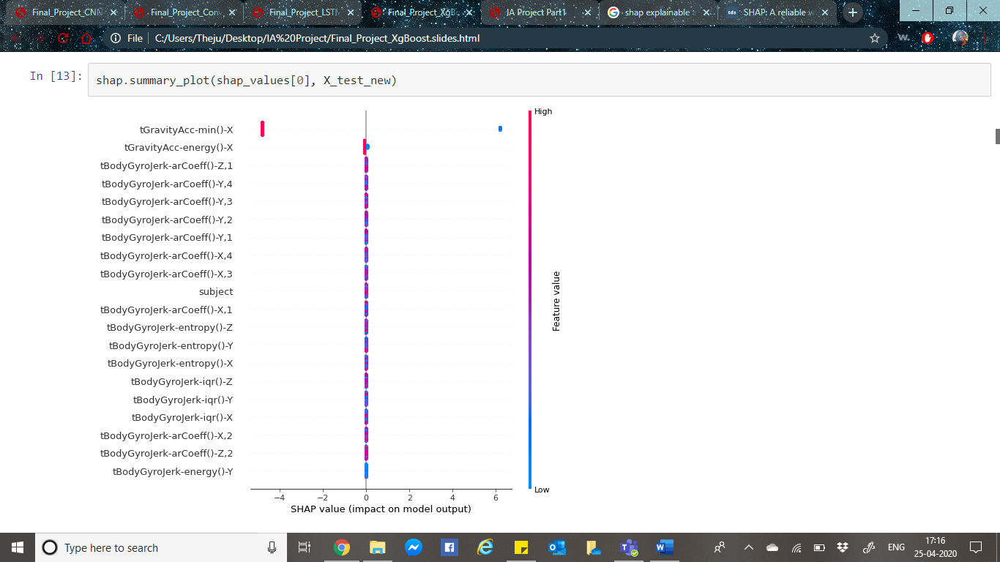 Final_Project_CNN
Final_Project_Con
Final_Project_LSTM
Final_Project_XgB
JA Project Part1
shap explainable
SHAP: A reliable
File
C:/Users/Theju/Desktop/IA%20Project/Final_Project_XgBoost.slides.html
In [13]:
shap.summary_plot(shap_values[0], X_test_new)
High
tGravityAcc-min()-X
tGravityAcc-energy()-X
tBodyGyroJerk-arCoeff()-Z,1
tBodyGyroJerk-arCoeff()-Y,4
tBodyGyroJerk-arCoeff()-Y,3
tBodyGyroJerk-arCoeff()-Y,2
tBodyGyroJerk-arCoeff()-Y,1
tBodyGyroJerk-arCoeff()-X,4
tBodyGyroJerk-arCoeff()-X,3
subject
tBodyGyroJerk-arCoeff()-X,1
tBodyGyroJerk-entropy()-Z
tBodyGyroJerk-entropy()-Y
tBodyGyroJerk-entropy()-X
tBodyGyroJerk-iqr()-Z
tBodyGyroJerk-iqr()-Y
tBodyGyroJerk-iqr()-X
tBodyGyroJerk-arCoeff()-X,2
tBodyGyroJerk-arCoeff()-Z,2
tBodyGyroJerk-energy()-Y
Feature value
Low
−4 −2 0 2 4 6
SHAP value (impact on model output)
Type here to search
ENG
17:16
25-04-2020